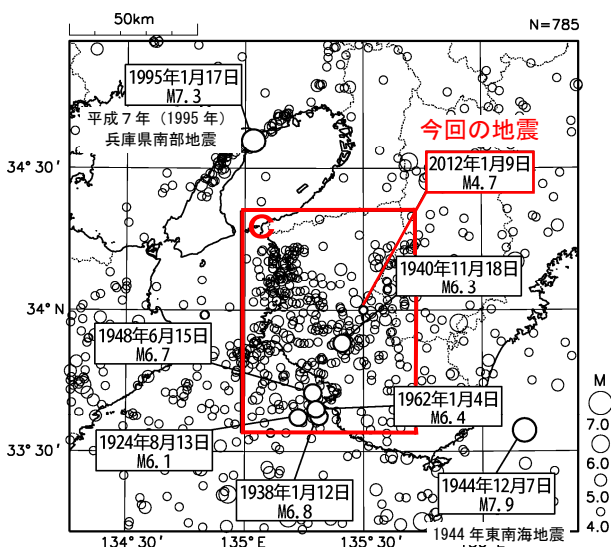 50km
N=785
1995年1月17日
M7.3
平成７年（1995 年）
兵庫県南部地震
今回の地震
2012年1月9日
M4.7
34°30′
C
1940年11月18日
M6.3
34°N
1948年6月15日
M6.7
1962年1月4日
M6.4
M
7.0
6.0
5.0
4.0
1924年8月13日
M6.1
33°30′
1938年1月12日
M6.8
1944年12月7日
M7.9
1944 年東南海地震
134°30′
135°E
135°30′